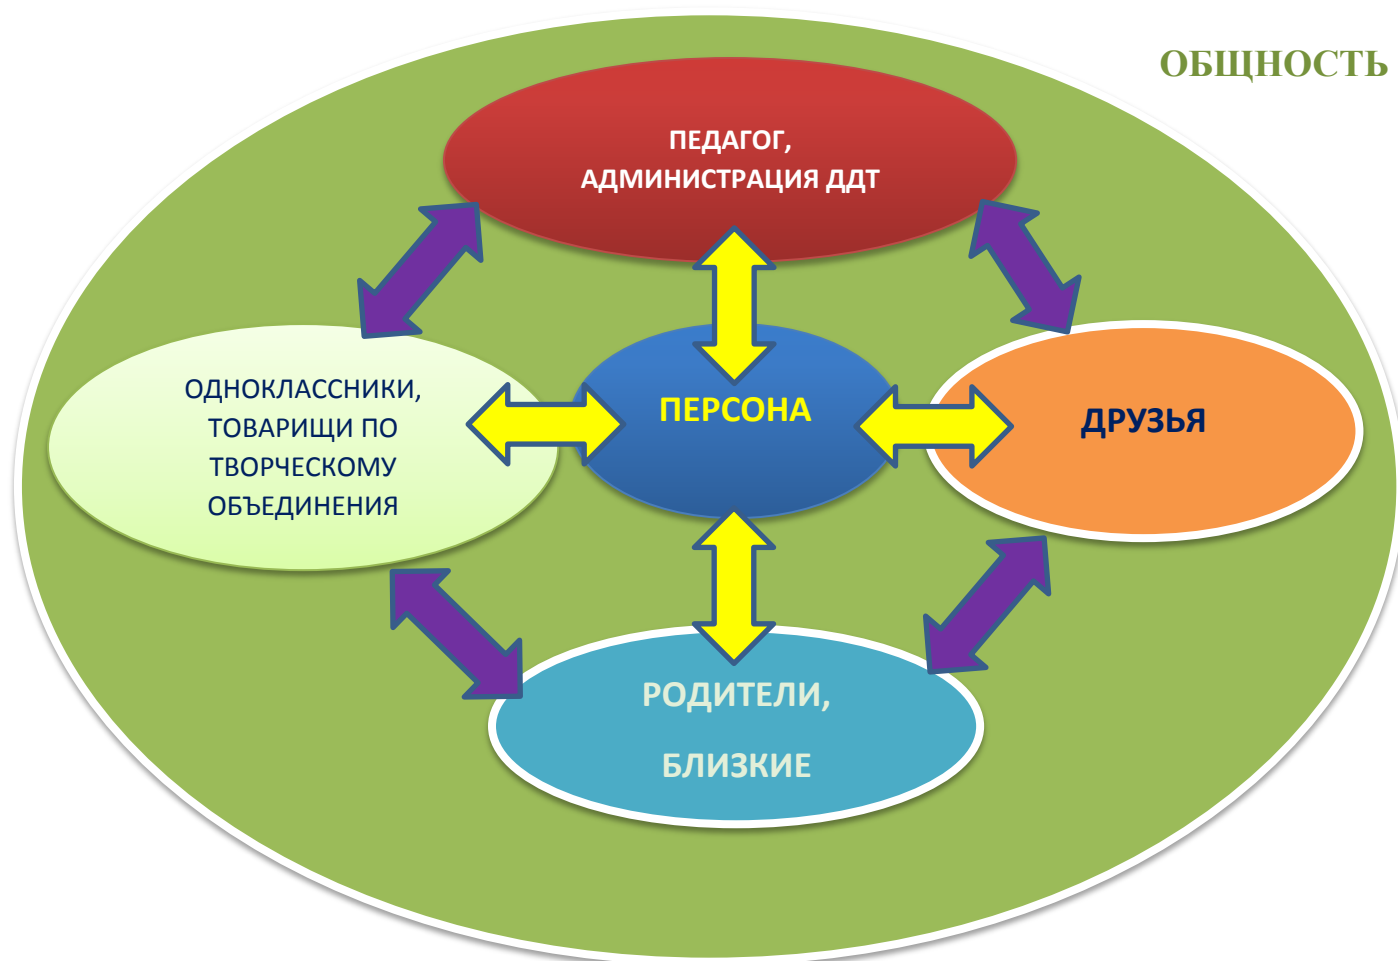 ОБЩНОСТЬ
ПЕДАГОГ,
АДМИНИСТРАЦИЯ ДДТ
ОДНОКЛАССНИКИ,
ТОВАРИЩИ ПО
ТВОРЧЕСКОМУ
ОБЪЕДИНЕНИЯ
ПЕРСОНА
ДРУЗЬЯ
РОДИТЕЛИ,
БЛИЗКИЕ